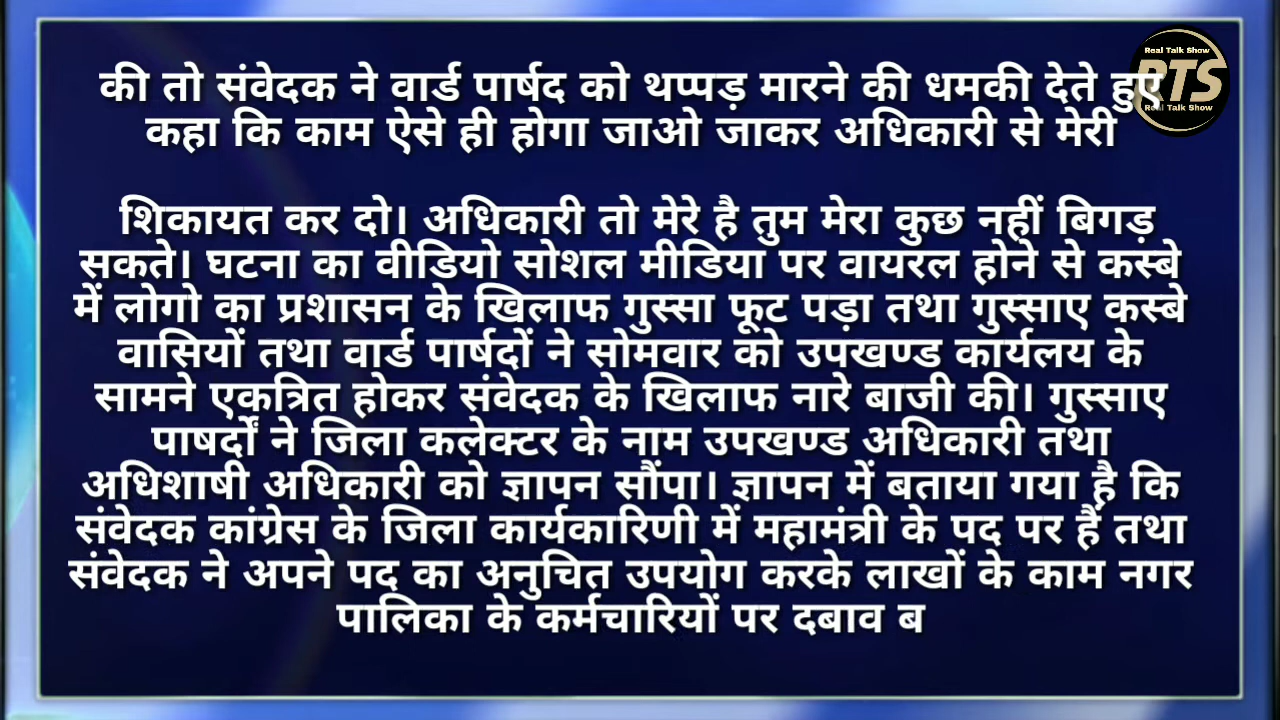 Real Talk Show
RTS
Real Talk Show
की तो संवेदक ने वार्ड पार्षद को थप्पड़ मारने की धमकी देते हुए
कहा कि काम ऐसे ही होगा जाओ जाकर अधिकारी से मेरी
शिकायत कर दो। अधिकारी तो मेरे है तुम मेरा कुछ नहीं बिगड़
सकते। घटना का वीडियो सोशल मीडिया पर वायरल होने से कस्बे
में लोगो का प्रशासन के खिलाफ गुस्सा फूट पड़ा तथा गुस्साए कस्बे
वासियों तथा वार्ड पार्षदों ने सोमवार को उपखण्ड कार्यलय के
सामने एकत्रित होकर संवेदक के खिलाफ नारे बाजी की। गुस्साए
पाषर्दों ने जिला कलेक्टर के नाम उपखण्ड अधिकारी तथा
अधिशाषी अधिकारी को ज्ञापन सौंपा। ज्ञापन में बताया गया है कि
संवेदक कांग्रेस के जिला कार्यकारिणी में महामंत्री के पद पर हैं तथा
संवेदक ने अपने पद का अनुचित उपयोग करके लाखों के काम नगर
पालिका के कर्मचारियों पर दबाव ब